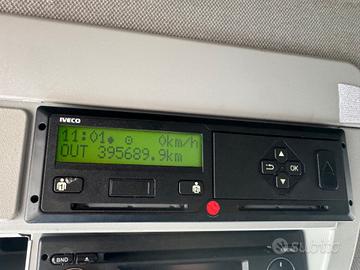 IVECO
11:01 0km/h
OUT 395689.9km
OK
BND
subito